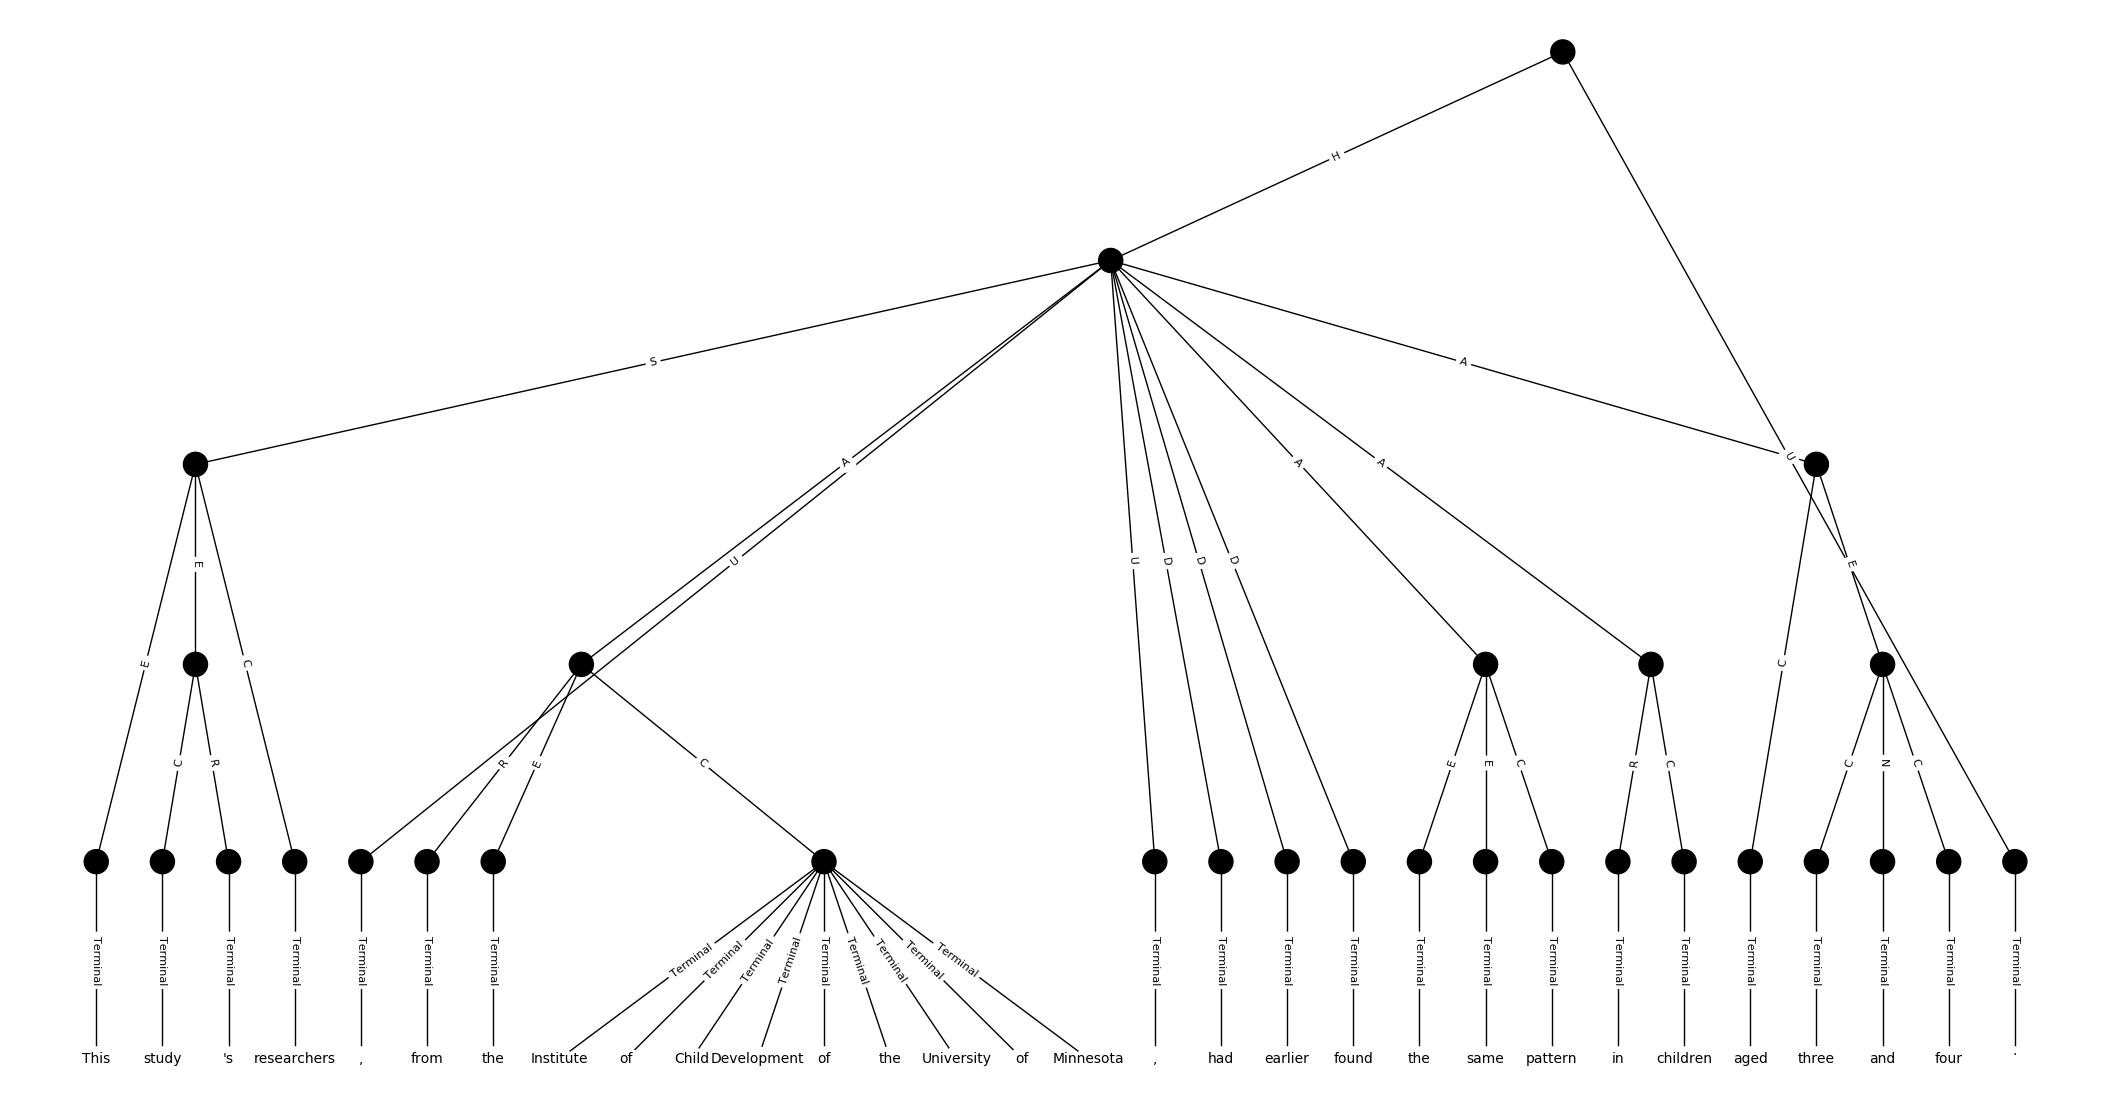 H
S
A
A
A
A
U
U
E
U
D
D
D
E
E
C
C
C
R
R
E
C
E
E
C
R
C
C
N
C
Terminal Terminal Terminal Terminal Terminal Terminal Terminal Terminal Terminal Terminal Terminal Terminal Terminal Terminal Terminal Terminal Terminal Terminal Terminal Terminal Terminal Terminal Terminal Terminal Terminal Terminal Terminal Terminal Terminal Terminal
This study 's researchers , from the Institute of Child Development of the University of Minnesota , had earlier found the same pattern in children aged three and four .